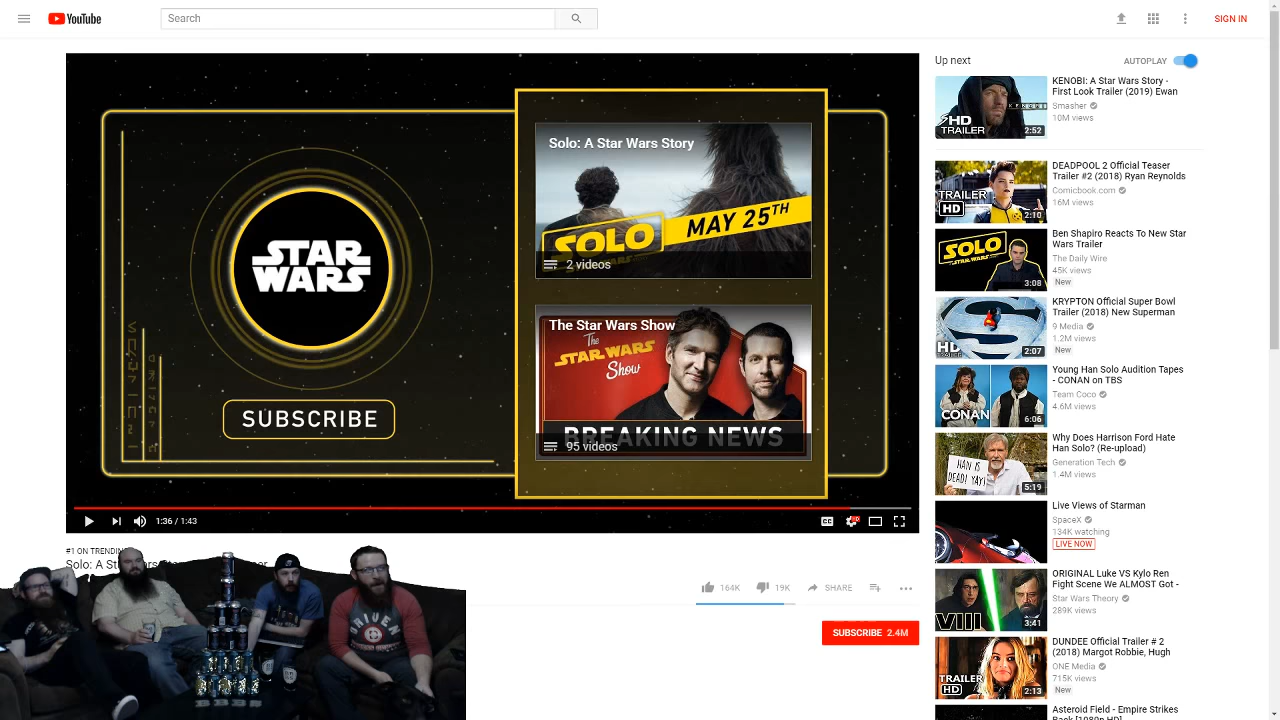 YouTube
Search
SIGN IN
Solo: A Star Wars Story
SOLO
MAY 25TH
2 videos
STAR
WARS
SUBSCRIBE
The Star Wars Show
The
STAR WARS
Show
BREAKING NEWS
95 videos
1:36 / 1:43
CC
HD
#1 ON TRENDING
164K
19K
SHARE
SUBSCRIBE 2.4M
Up next
AUTOPLAY
KENOBI: A Star Wars Story -
First Look Trailer (2019) Ewan
Smasher
10M views
HD
TRAILER
2:52
DEADPOOL 2 Official Teaser
Trailer #2 (2018) Ryan Reynolds
Comicbook.com
16M views
TRAILER
HD
2:10
Ben Shapiro Reacts To New Star
Wars Trailer
The Daily Wire
45K views
New
SOLO
3:08
KRYPTON Official Super Bowl
Trailer (2018) New Superman
9 Media
1.2M views
New
HD
2:07
Young Han Solo Audition Tapes
- CONAN on TBS
Team Coco
4.6M views
CONAN
6:06
Why Does Harrison Ford Hate
Han Solo? (Re-upload)
Generation Tech
1.4M views
HAN IS
DEAD! YAY!
5:19
Live Views of Starman
SpaceX
134K watching
LIVE NOW
ORIGINAL Luke VS Kylo Ren
Fight Scene We ALMOST Got -
Star Wars Theory
289K views
VIII
3:41
DUNDEE Official Trailer # 2
(2018) Margot Robbie, Hugh
ONE Media
715K views
New
TRAILER
HD
2:13
Asteroid Field - Empire Strikes
Back [1080p HD]